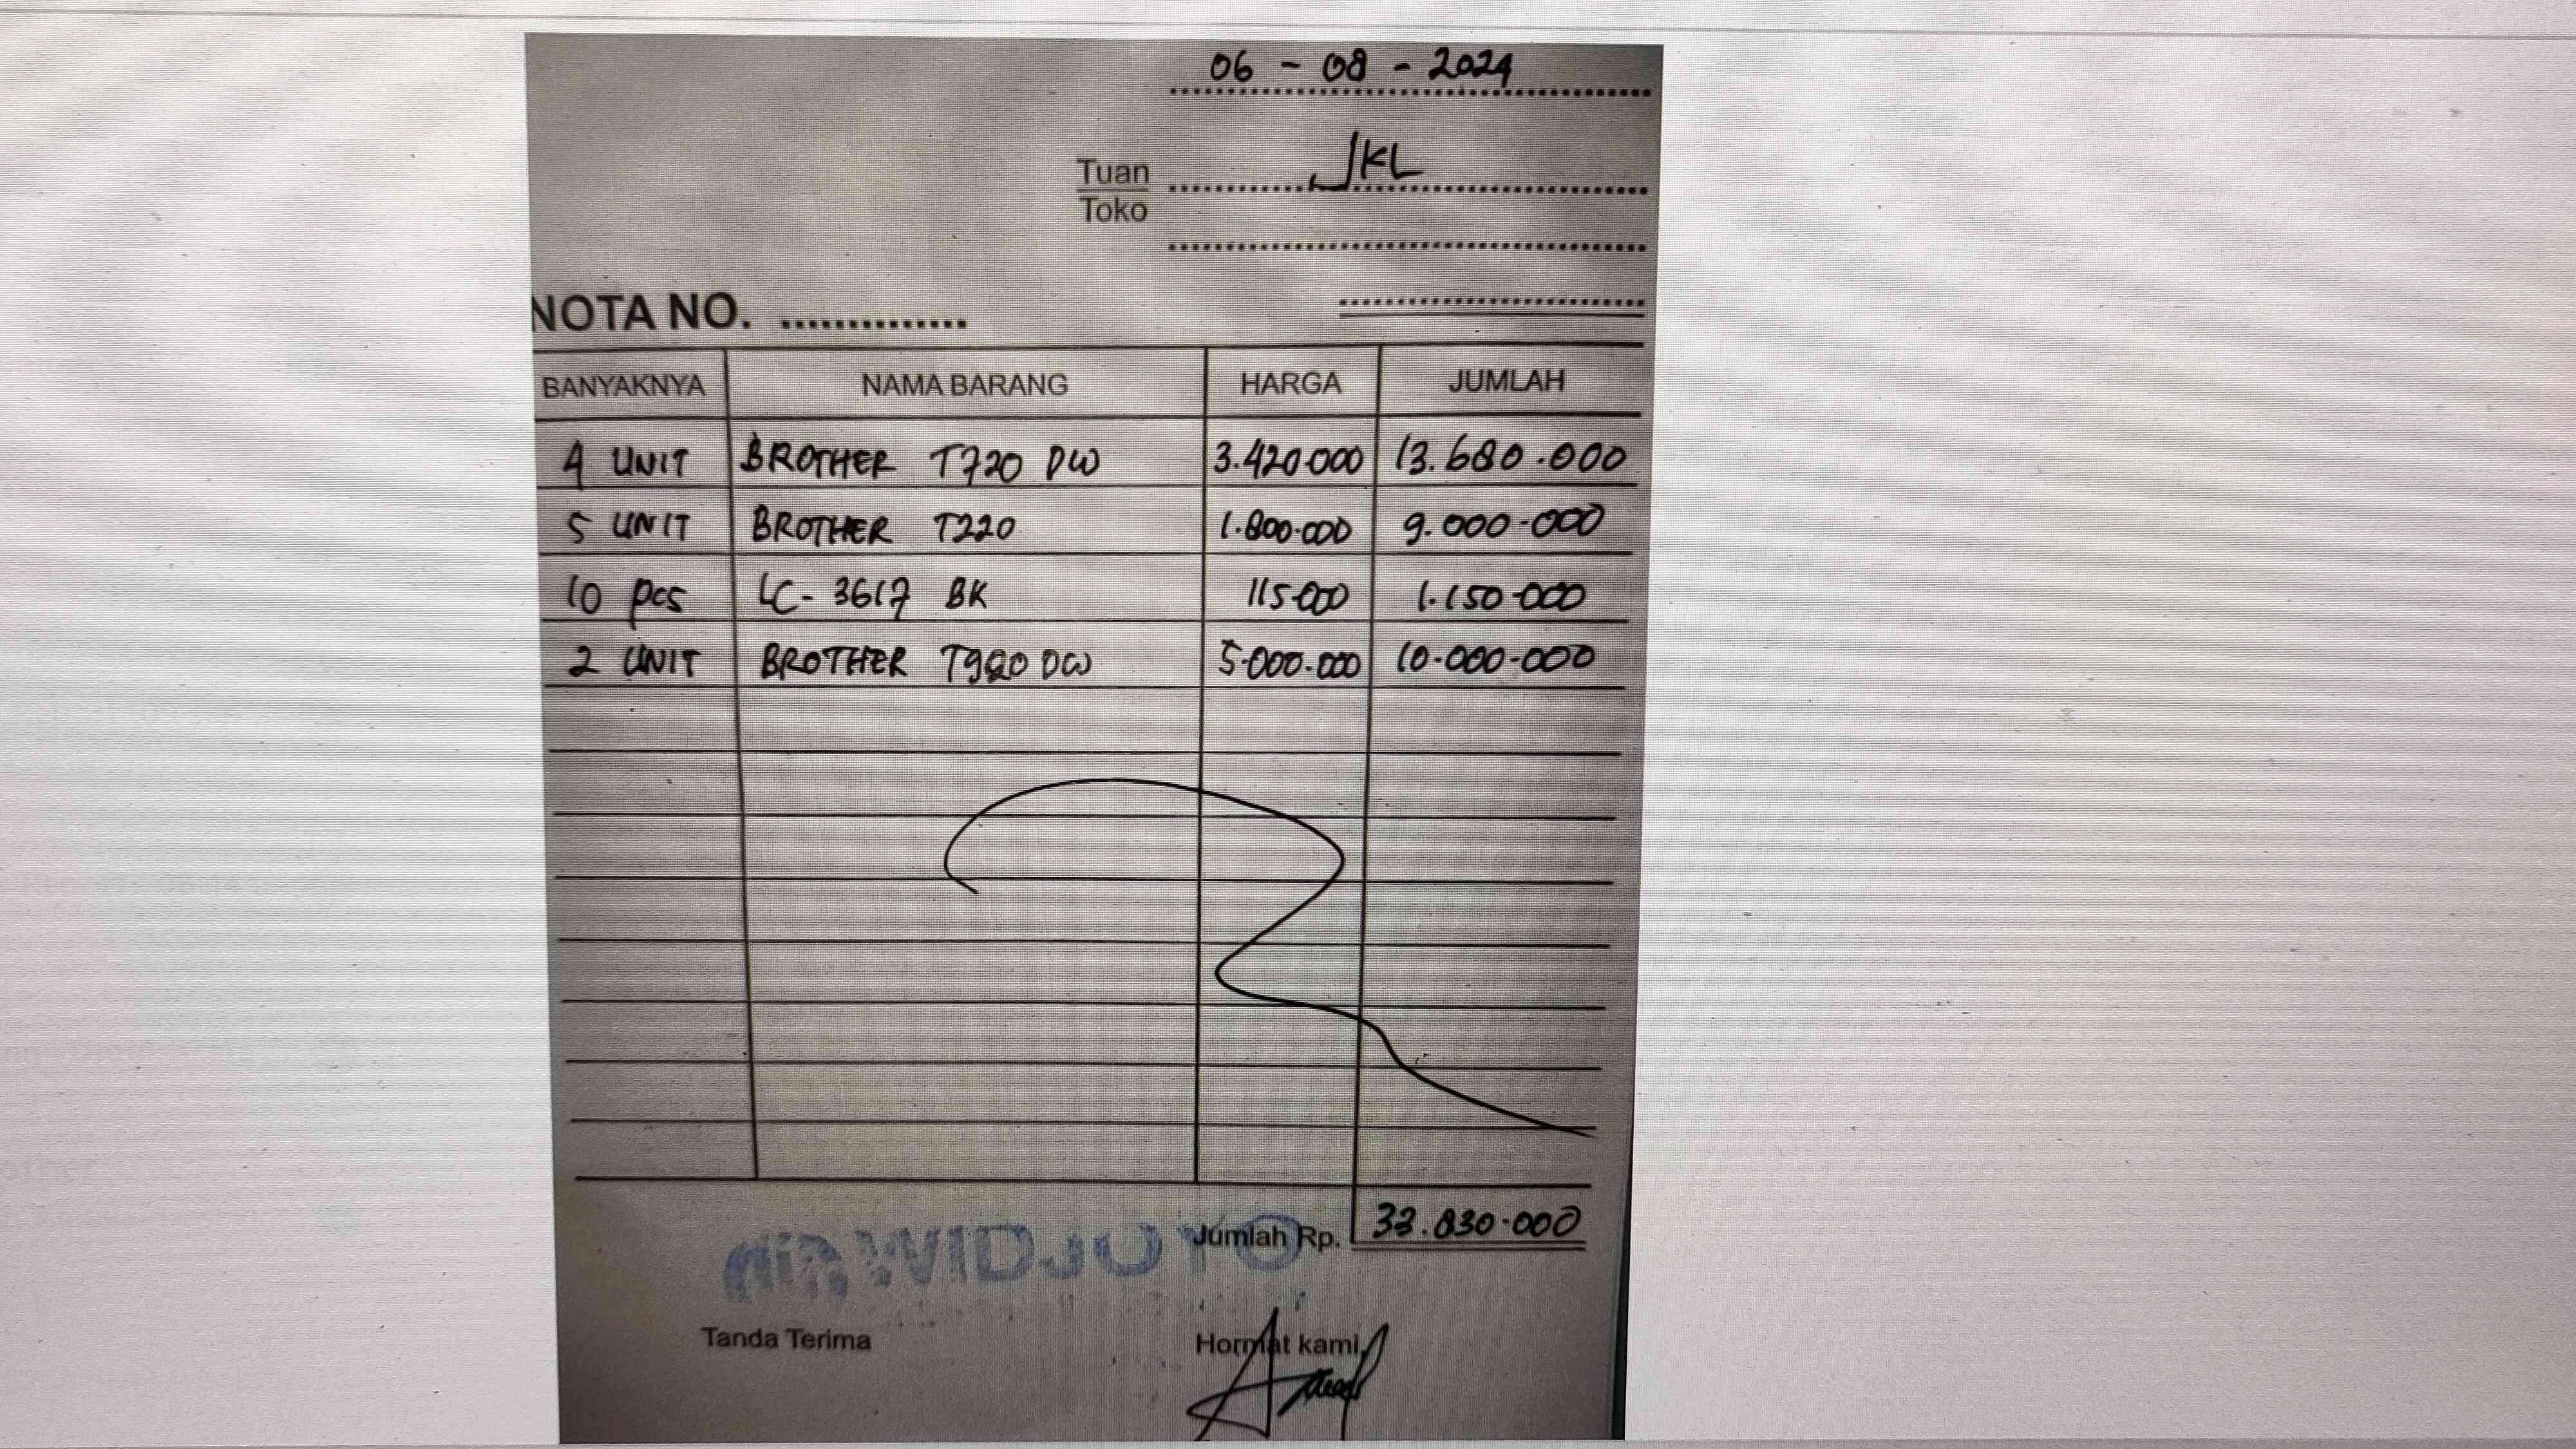 06 - 08 - 2024
Tuan JKL
Toko
NOTA NO. ..............
BANYAKNYA NAMA BARANG HARGA JUMLAH
4 UNIT BROTHER T720 DW 3.420.000 13.680.000
5 UNIT BROTHER T220 1.800.000 9.000.000
10 pcs LC-3617 BK 115.000 1.150.000
2 UNIT BROTHER T920 DW 5.000.000 10.000.000
Jumlah Rp. 33.830.000
WIDJOYO
Tanda Terima Hormat kami,